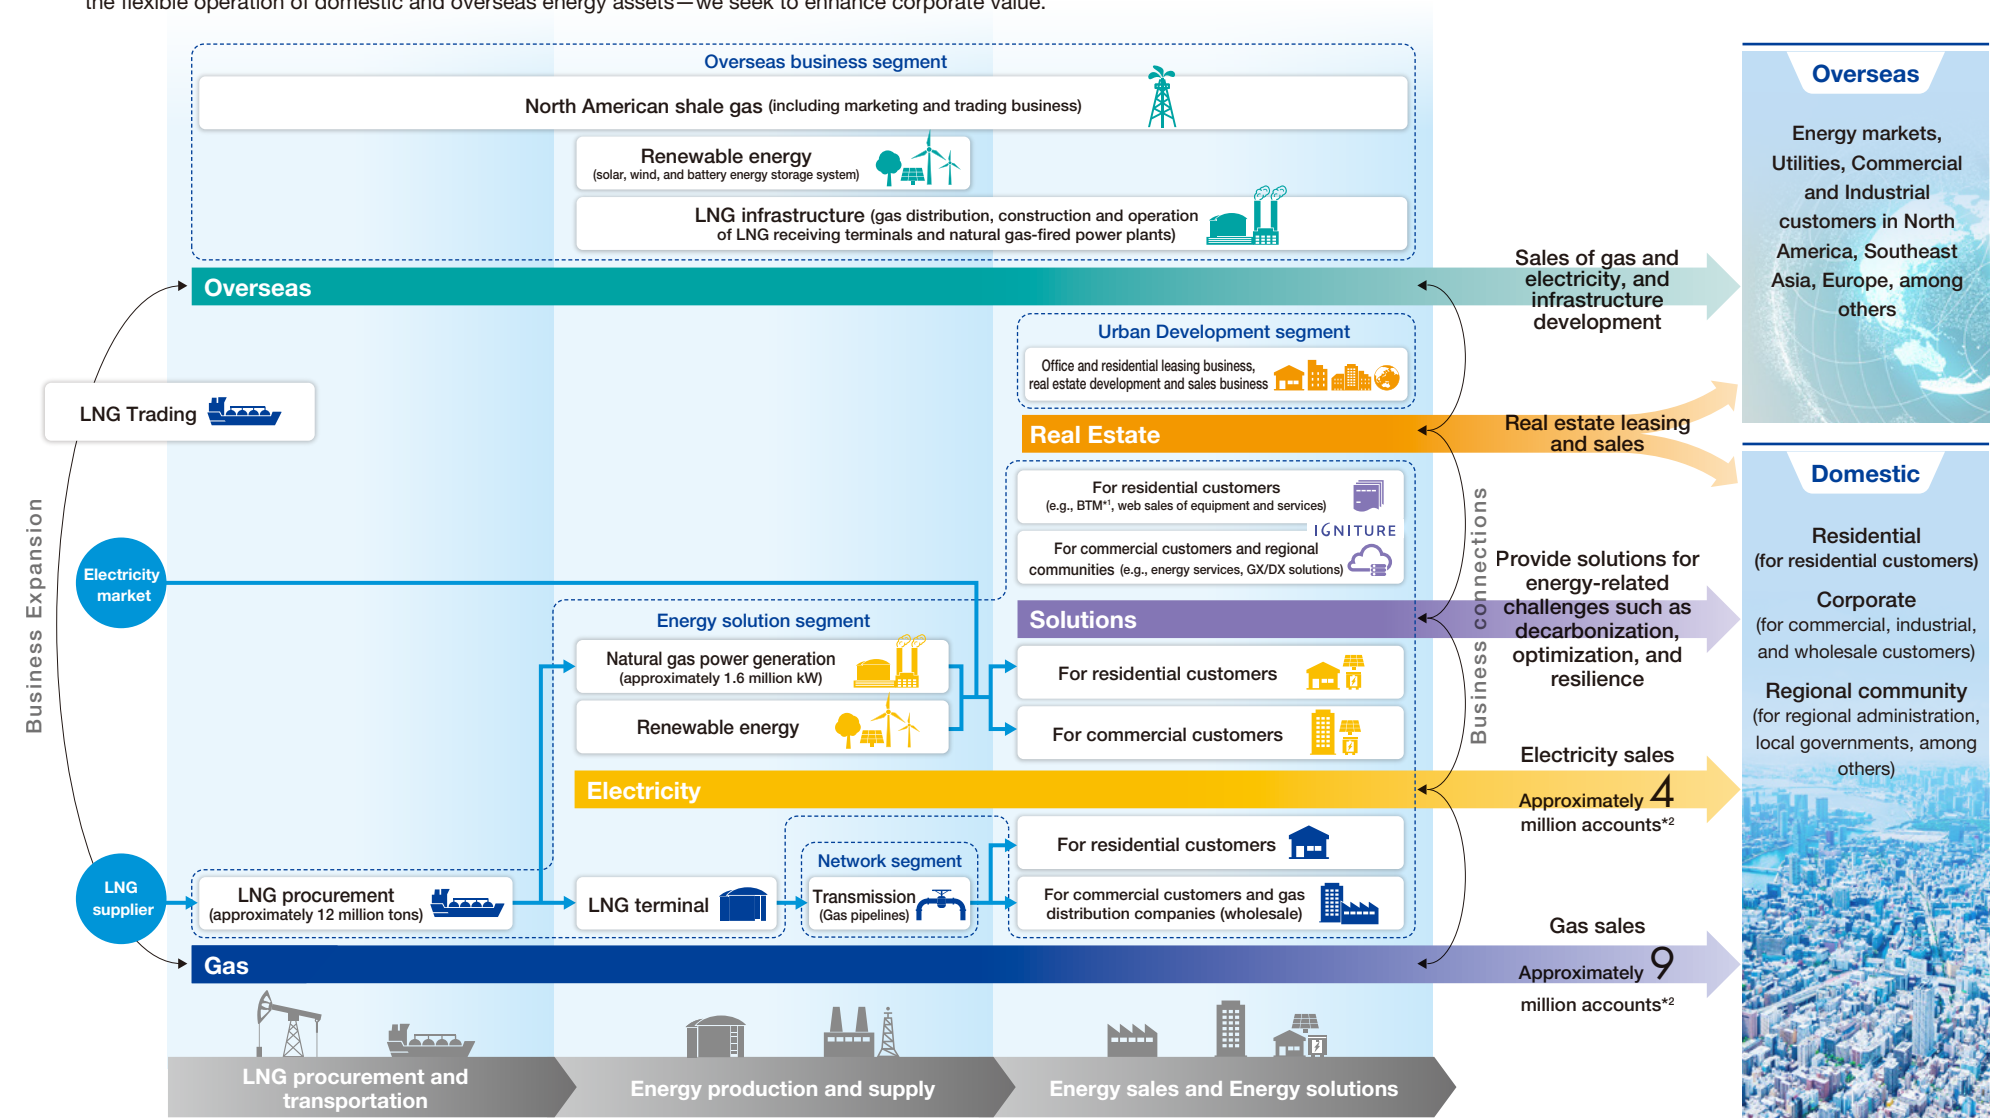 the flexible operation of domestic and overseas energy assets—we seek to enhance corporate value.
Overseas business segment
North American shale gas (including marketing and trading business)
Renewable energy
(solar, wind, and battery energy storage system)
LNG infrastructure (gas distribution, construction and operation
of LNG receiving terminals and natural gas-fired power plants)
Overseas
Sales of gas and
electricity, and
infrastructure
development
Overseas
Energy markets,
Utilities, Commercial
and Industrial
customers in North
America, Southeast
Asia, Europe, among
others
Urban Development segment
Office and residential leasing business,
real estate development and sales business
Real Estate
Real estate leasing
and sales
LNG Trading
Business Expansion
Electricity
market
LNG
supplier
For residential customers
(e.g., BTM*1, web sales of equipment and services)
IGNITURE
For commercial customers and regional
communities (e.g., energy services, GX/DX solutions)
Solutions
Business connections
Provide solutions for
energy-related
challenges such as
decarbonization,
optimization, and
resilience
Energy solution segment
Natural gas power generation
(approximately 1.6 million kW)
Renewable energy
For residential customers
For commercial customers
Electricity
Electricity sales
Approximately 4
million accounts*2
Network segment
LNG procurement
(approximately 12 million tons)
LNG terminal
Transmission
(Gas pipelines)
For residential customers
For commercial customers and gas
distribution companies (wholesale)
Gas
Gas sales
Approximately 9
million accounts*2
Domestic
Residential
(for residential customers)
Corporate
(for commercial, industrial,
and wholesale customers)
Regional community
(for regional administration,
local governments, among
others)
LNG procurement and
transportation
Energy production and supply
Energy sales and Energy solutions